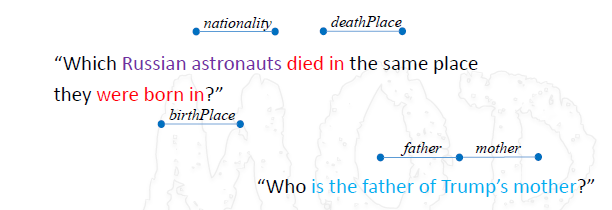 nationality deathPlace
“Which Russian astronauts died in the same place
they were born in?”
birthPlace
father mother
“Who is the father of Trump’s mother?”